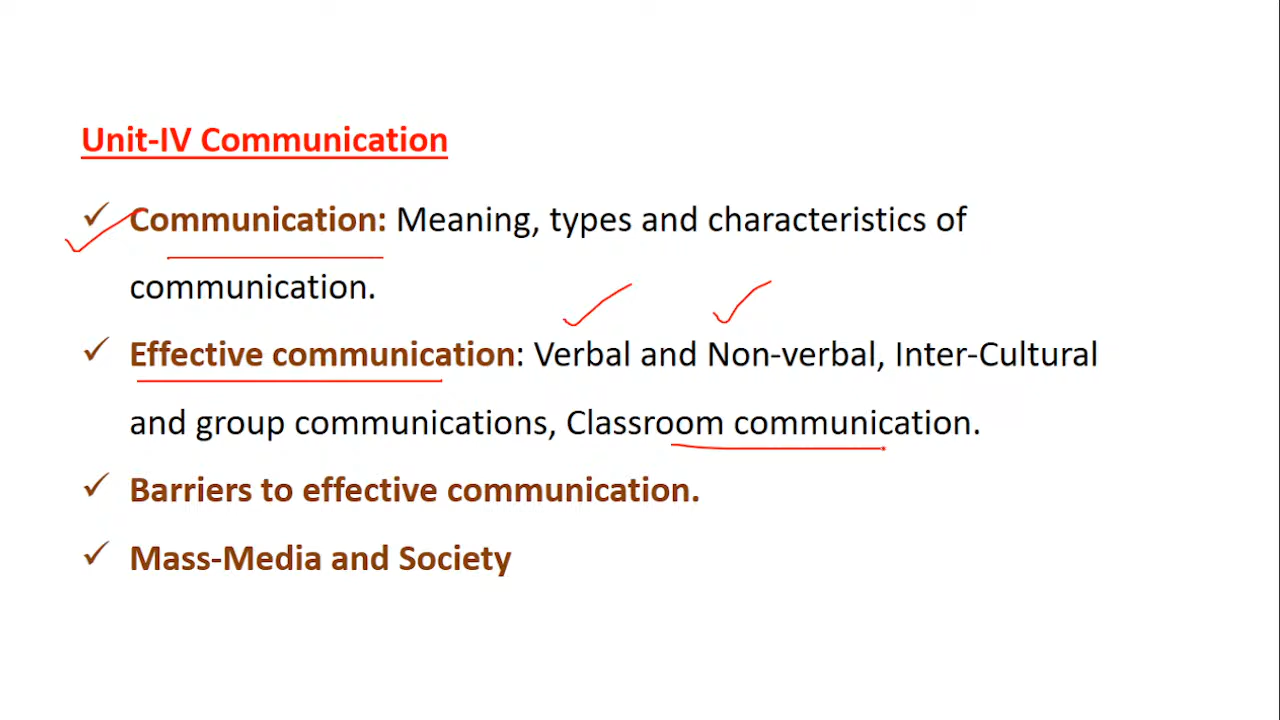 Unit-IV Communication
✓ Communication: Meaning, types and characteristics of
communication.
✓ Effective communication: Verbal and Non-verbal, Inter-Cultural
and group communications, Classroom communication.
✓ Barriers to effective communication.
✓ Mass-Media and Society